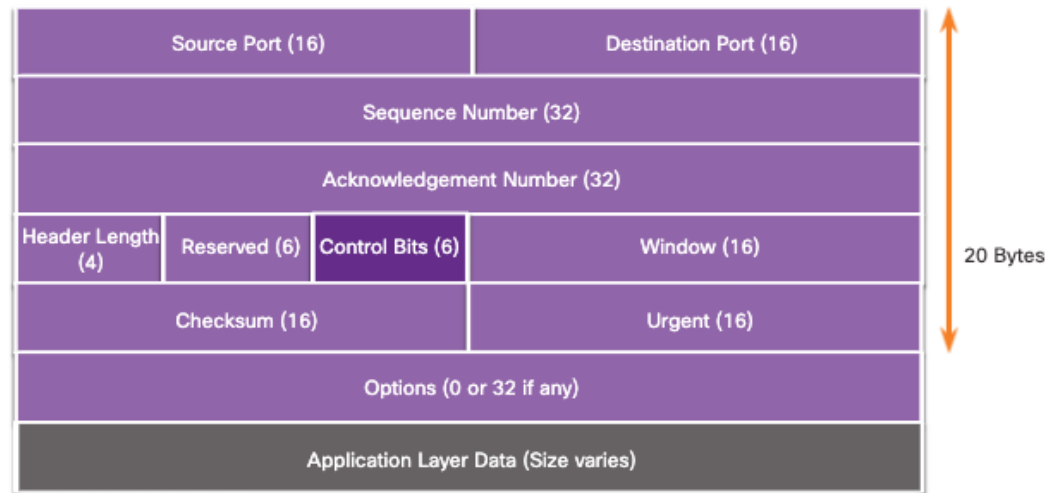 Source Port (16)
Destination Port (16)
Sequence Number (32)
Acknowledgement Number (32)
Header Length
(4)
Reserved (6)
Control Bits (6)
Window (16)
20 Bytes
Checksum (16)
Urgent (16)
Options (0 or 32 if any)
Application Layer Data (Size varies)